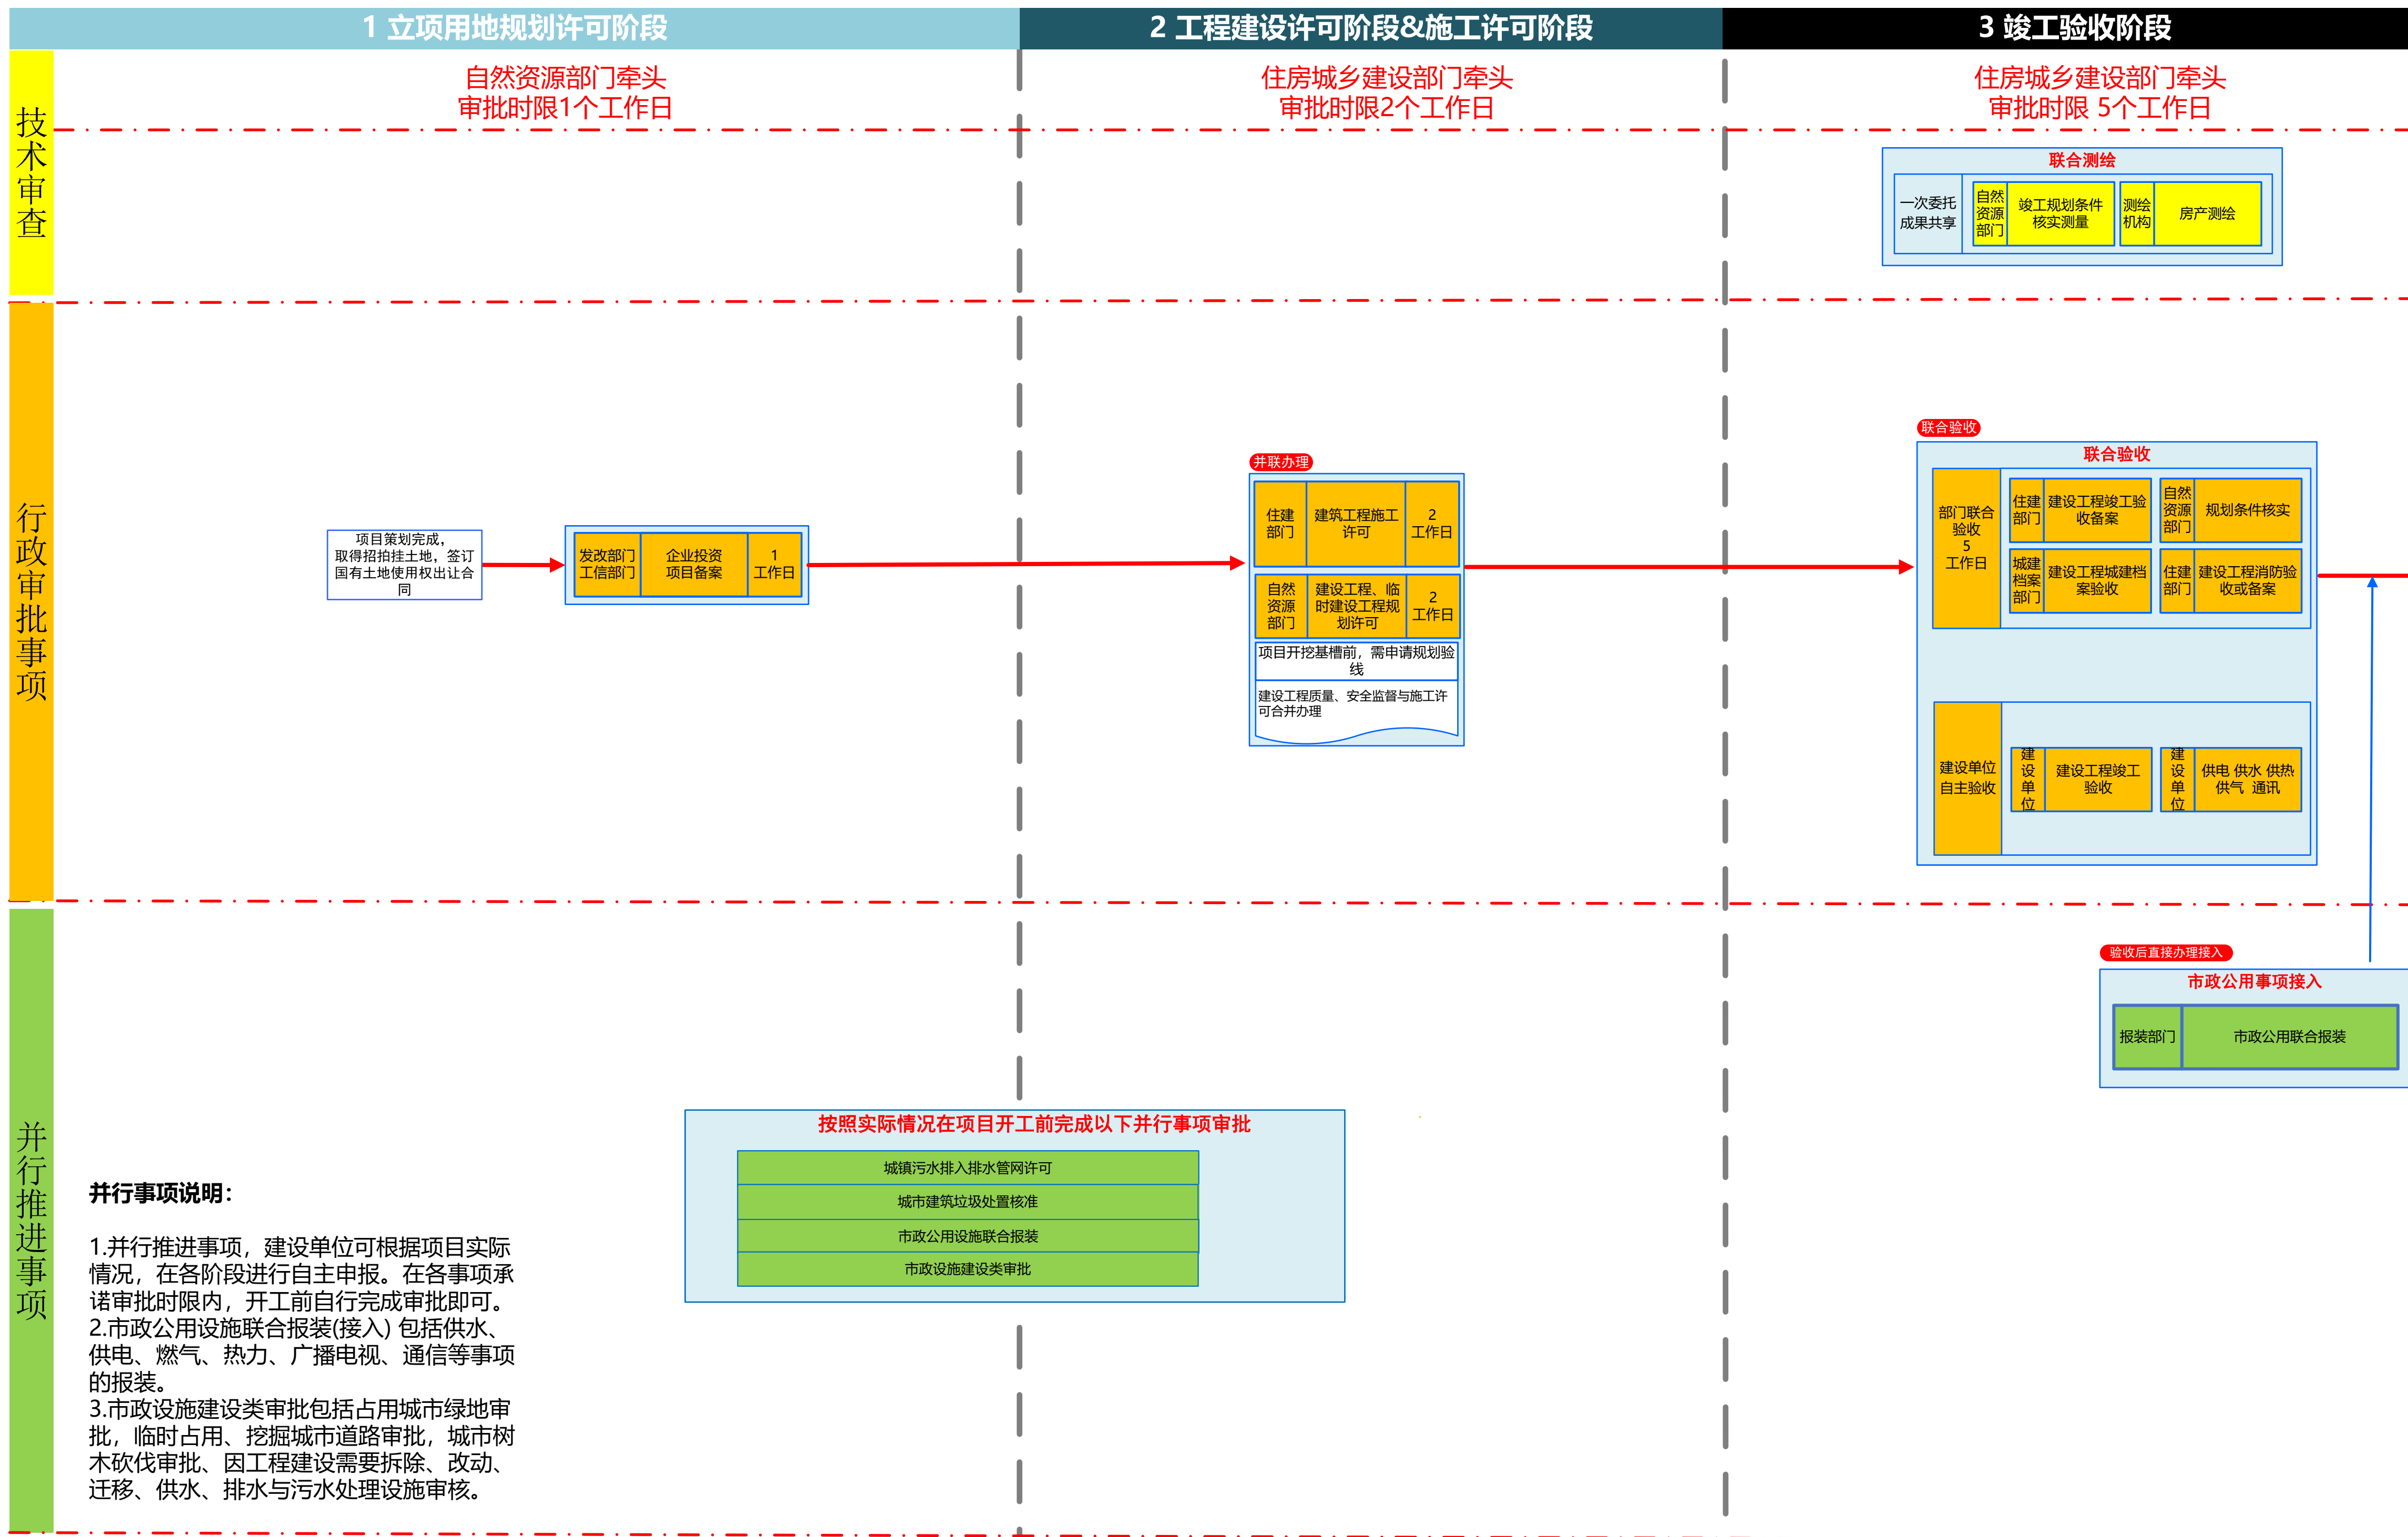 1 立项用地规划许可阶段
2 工程建设许可阶段&施工许可阶段
3 竣工验收阶段
自然资源部门牵头
审批时限1个工作日
住房城乡建设部门牵头
审批时限2个工作日
住房城乡建设部门牵头
审批时限 5个工作日
技术审查
联合测绘
一次委托
成果共享
自然
资源
部门
竣工规划条件
核实测量
测绘
机构
房产测绘
行政审批事项
项目策划完成，
取得招拍挂土地，签订
国有土地使用权出让合
同
发改部门
工信部门
企业投资
项目备案
1
工作日
并联办理
住建
部门
建筑工程施工
许可
2
工作日
自然
资源
部门
建设工程、临
时建设工程规
划许可
2
工作日
项目开挖基槽前，需申请规划验
线
建设工程质量、安全监督与施工许
可合并办理
联合验收
联合验收
部门联合
验收
5
工作日
住建
部门
建设工程竣工验
收备案
自然
资源
部门
规划条件核实
城建
档案
部门
建设工程城建档
案验收
住建
部门
建设工程消防验
收或备案
建设单位
自主验收
建
设
单
位
建设工程竣工
验收
建
设
单
位
供电 供水 供热
供气 通讯
并行推进事项
验收后直接办理接入
市政公用事项接入
报装部门
市政公用联合报装
按照实际情况在项目开工前完成以下并行事项审批
城镇污水排入排水管网许可
城市建筑垃圾处置核准
市政公用设施联合报装
市政设施建设类审批
并行事项说明：
1.并行推进事项，建设单位可根据项目实际
情况，在各阶段进行自主申报。在各事项承
诺审批时限内，开工前自行完成审批即可。
2.市政公用设施联合报装(接入) 包括供水、
供电、燃气、热力、广播电视、通信等事项
的报装。
3.市政设施建设类审批包括占用城市绿地审
批，临时占用、挖掘城市道路审批，城市树
木砍伐审批、因工程建设需要拆除、改动、
迁移、供水、排水与污水处理设施审核。